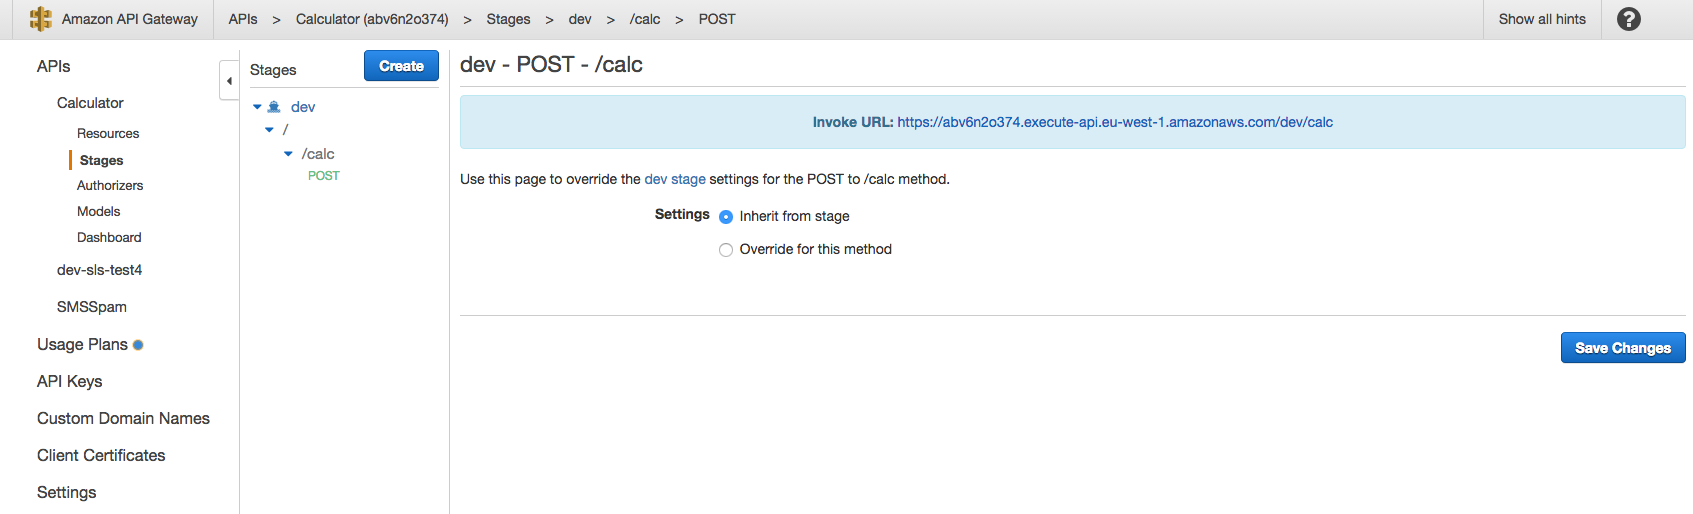 Amazon API Gateway
APIs > Calculator (abv6n2o374) > Stages > dev > /calc > POST
Show all hints
?
APIs
Calculator
Resources
Stages
Authorizers
Models
Dashboard
dev-sls-test4
SMSSpam
Usage Plans
API Keys
Custom Domain Names
Client Certificates
Settings
Stages
Create
dev
/
/calc
POST
dev - POST - /calc
Invoke URL: https://abv6n2o374.execute-api.eu-west-1.amazonaws.com/dev/calc
Use this page to override the dev stage settings for the POST to /calc method.
Settings Inherit from stage
Override for this method
Save Changes